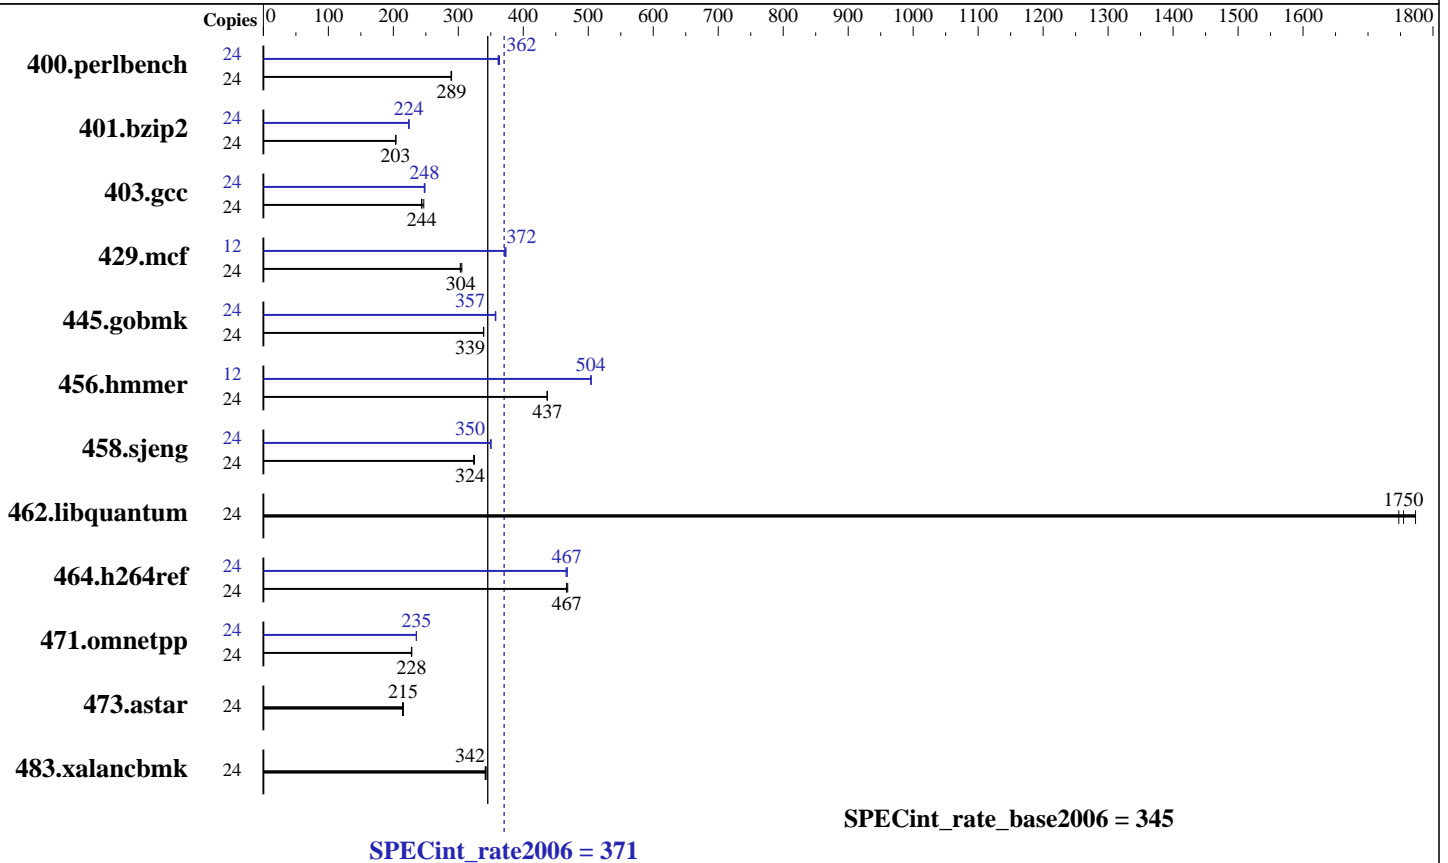 Copies 0 100 200 300 400 500 600 700 800 900 1000 1100 1200 1300 1400 1500 1600 1800
400.perlbench 24 362
24 289
401.bzip2 24 224
24 203
403.gcc 24 248
24 244
429.mcf 12 372
24 304
445.gobmk 24 357
24 339
456.hmmer 12 504
24 437
458.sjeng 24 350
24 324
462.libquantum 24 1750
464.h264ref 24 467
24 467
471.omnetpp 24 235
24 228
473.astar 24 215
483.xalancbmk 24 342
SPECint_rate_base2006 = 345
SPECint_rate2006 = 371